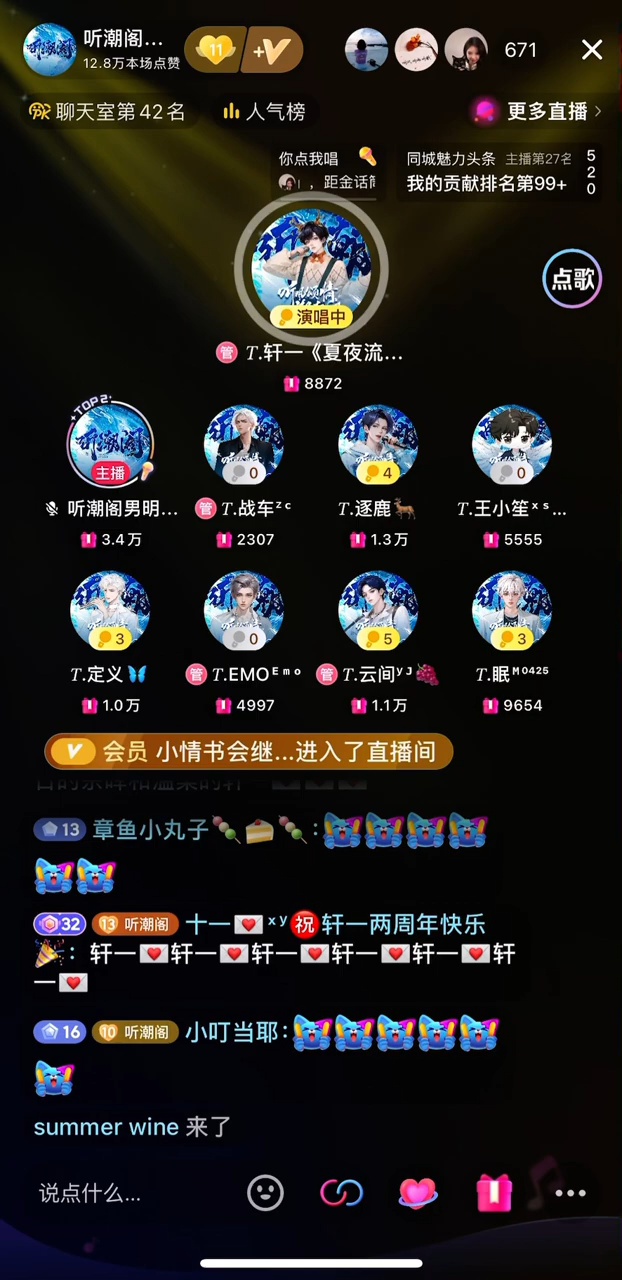 听潮阁...
12.8万本场点赞
11
+V
671
聊天室第42名
人气榜
更多直播
你点我唱
，距金话筒
同城魅力头条 主播第27名
我的贡献排名第99+
520
点歌
演唱中
管 T.轩一《夏夜流...
8872
TOP2
听潮阁
主播
0
4
0
听潮阁男明...
管 T.战车ᶻᶜ
T.逐鹿🦌
T.王小笙ˣˢ...
3.4万
2307
1.3万
5555
3
0
5
3
T.定义🦋
管 T.EMOᴱᵐᵒ
管 T.云间ʸᴶ🍇
T.眠ᴹ⁰⁴²⁵
1.0万
4997
1.1万
9654
V 会员 小情书会继...进入了直播间
13 章鱼小丸子🍡🍰🍡：
32 13 听潮阁 十一💌ˣʸ㊗️轩一两周年快乐
🎉：轩一💌轩一💌轩一💌轩一💌轩一💌轩
一💌
16 10 听潮阁 小叮当耶：
summer wine 来了
说点什么...